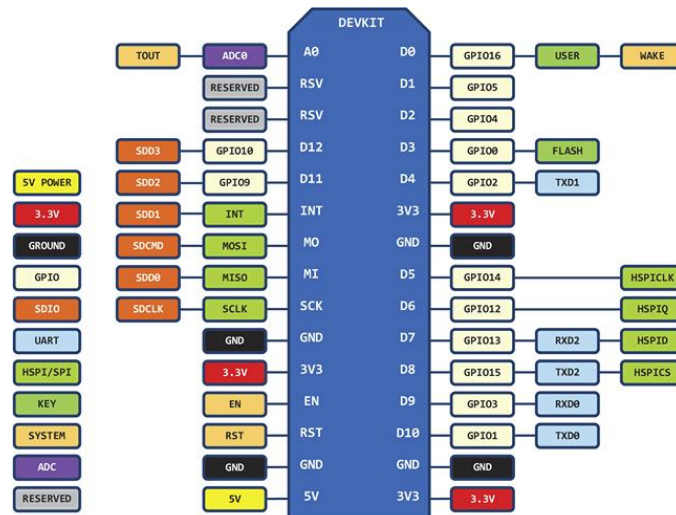 DEVKIT
TOUT ADC0 A0 D0 GPIO16 USER WAKE
RESERVED RSV D1 GPIO5
RESERVED RSV D2 GPIO4
SDD3 GPIO10 D12 D3 GPIO0 FLASH
5V POWER SDD2 GPIO9 D11 D4 GPIO2 TXD1
3.3V SDD1 INT INT 3V3 3.3V
GROUND SDCMD MOSI MO GND GND
GPIO SDD0 MISO MI D5 GPIO14 HSPICLK
SDIO SDCLK SCLK SCK D6 GPIO12 HSPIQ
UART GND GND D7 GPIO13 RXD2 HSPID
HSPI/SPI 3.3V 3V3 D8 GPIO15 TXD2 HSPICS
KEY EN EN D9 GPIO3 RXD0
SYSTEM RST RST D10 GPIO1 TXD0
ADC GND GND GND GND
RESERVED 5V 5V 3V3 3.3V